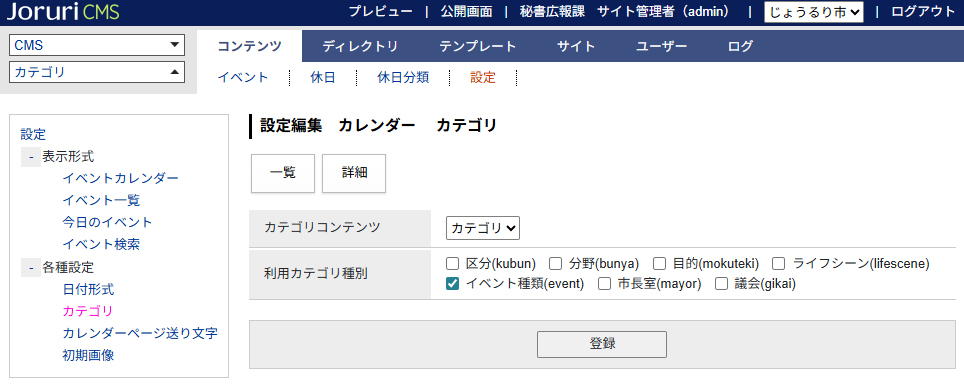 Joruri CMS
プレビュー | 公開画面 | 秘書広報課 サイト管理者（admin） | じょうるり市 | ログアウト
CMS
コンテンツ ディレクトリ テンプレート サイト ユーザー ログ
カテゴリ
イベント 休日 休日分類 設定
設定
- 表示形式
イベントカレンダー
イベント一覧
今日のイベント
イベント検索
- 各種設定
日付形式
カテゴリ
カレンダーページ送り文字
初期画像
設定編集 カレンダー カテゴリ
一覧 詳細
カテゴリコンテンツ カテゴリ
利用カテゴリ種別 区分(kubun) 分野(bunya) 目的(mokuteki) ライフシーン(lifescene)
イベント種類(event) 市長室(mayor) 議会(gikai)
登録